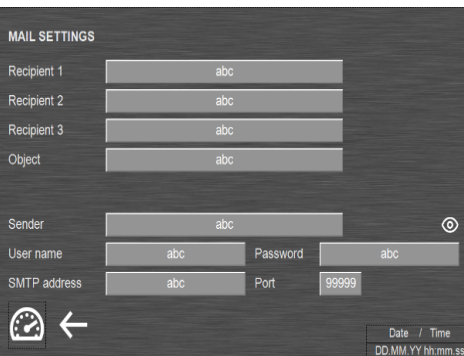 MAIL SETTINGS
Recipient 1 abc
Recipient 2 abc
Recipient 3 abc
Object abc
Sender abc
User name abc Password abc
SMTP address abc Port 99999
Date / Time
DD.MM.YY hh:mm.ss